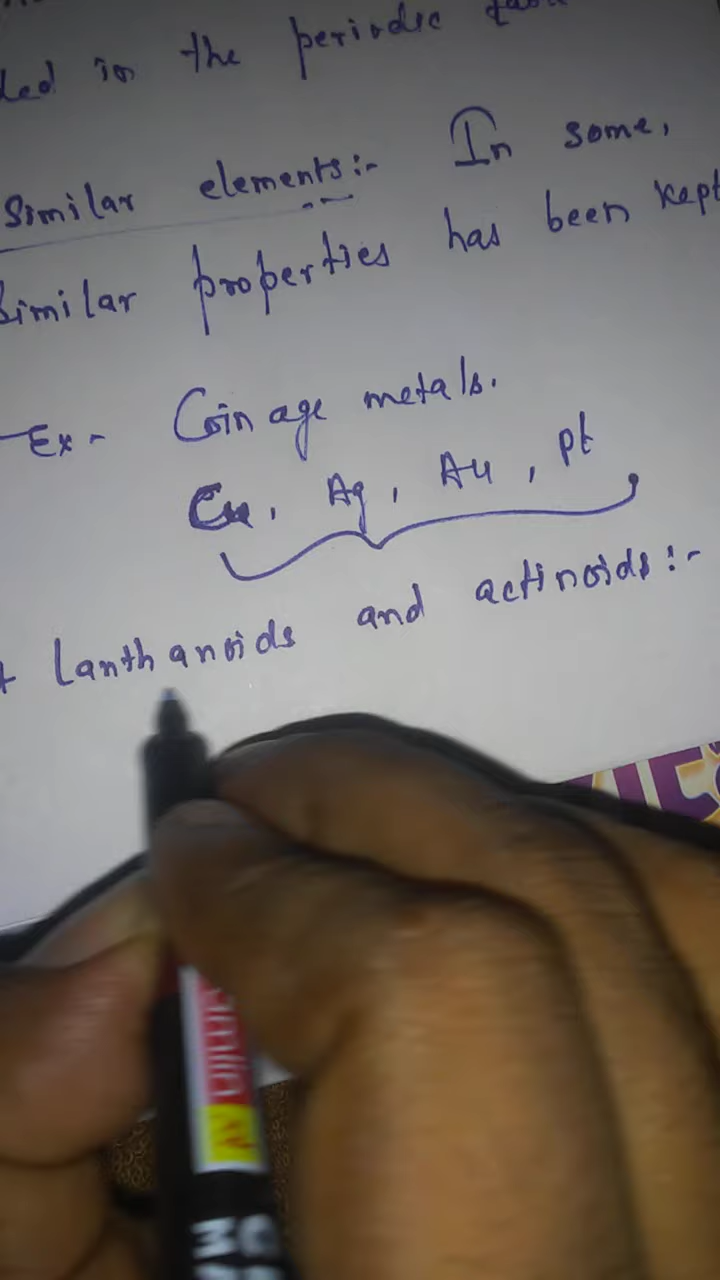 in the periodic
Similar elements:- In some,
Similar properties has been kept
Ex- Coinage metals.
Cu, Ag, Au, pt
Lanthanoids and actinoids:-